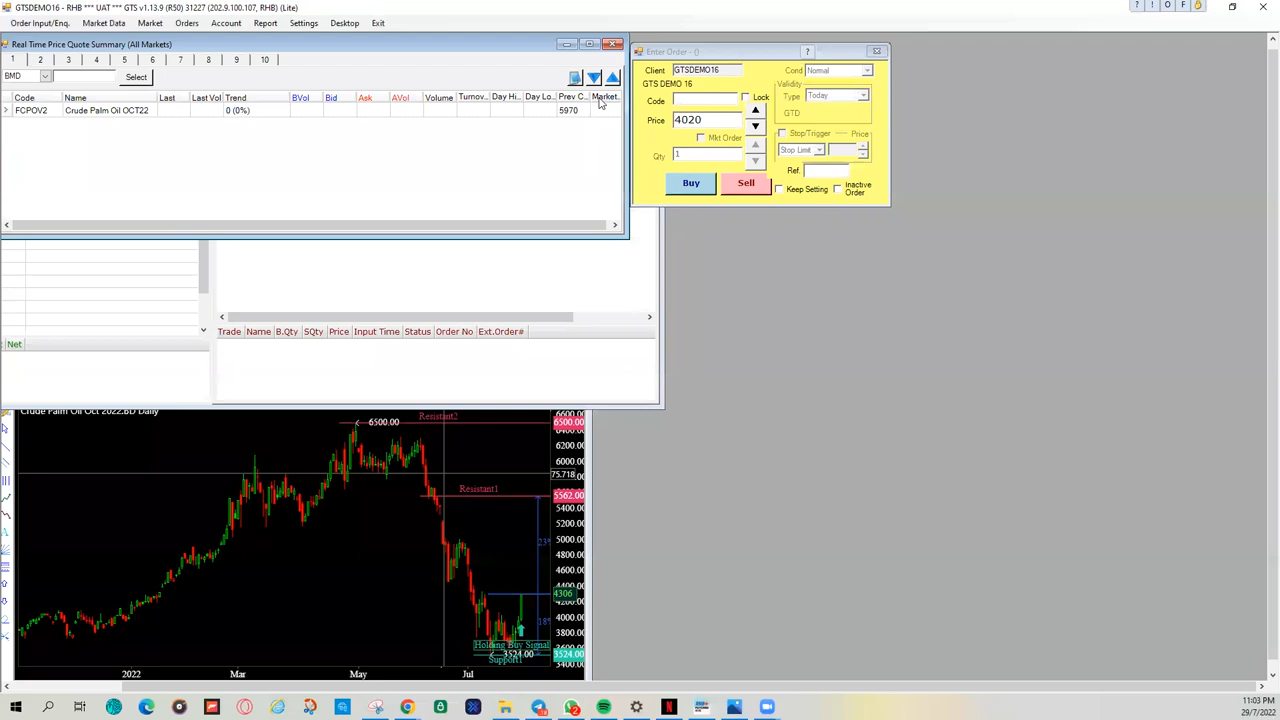 GTSDEMO16 - RHB *** UAT *** GTS v1.13.9 31227 (202.9.100.107, RHB) (Lite)
Order Input/Enq. Market Data Market Orders Account Report Settings Desktop Exit
Real Time Price Quote Summary (All Markets)
1 2 3 4 5 6 7 8 9 10
BMD Select
Code Name Last Last Vol Trend BVol Bid Ask AVol Volume Turnov.. Day Hi.. Day Lo.. Prev C.. Market..
FCPOV2 Crude Palm Oil OCT22 0 (0%) 5970
Enter Order - ()
Client GTSDEMO16 Cond Normal
GTS DEMO 16 Validity
Code Lock Type Today
GTD
Price 4020
Mkt Order Stop/Trigger Price
Qty 1 Stop Limit
Ref.
Buy Sell Keep Setting Inactive Order
Trade Name B.Qty SQty Price Input Time Status Order No Ext.Order#
: Net
Crude Palm Oil Oct 2022.BD Daily
Resistant2
6500.00 6500.00
6200.00
6000.00
75.718
Resistant1
5562.00
5400.00
5200.00
5000.00
4800.00
4600.00
4400.00
4306
4200.00
4000.00
3800.00
3600.00
3400.00
23%
18%
Holding Buy Signal
3524.00 3524.00
Support1
2022 Mar May Jul
11:03 PM
29/7/2022